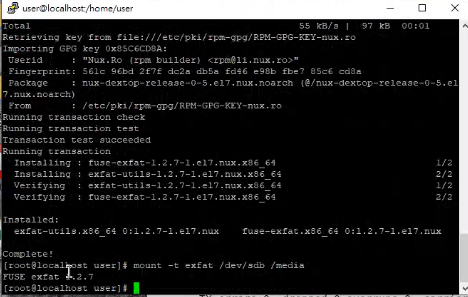 user@localhost/home/user
Total 55 kB/s | 97 kB 00:01
Retrieving key from file:///etc/pki/rpm-gpg/RPM-GPG-KEY-nux.ro
Importing GPG key 0x85C6CD8A:
Userid : "Nux.Ro (rpm builder) <rpm@li.nux.ro>"
Fingerprint: 561c 96bd 2f7f dc2a db5a fd46 e98b fbe7 85c6 cd8a
Package : nux-dextop-release-0-5.el7.nux.noarch (@/nux-dextop-release-0-5.el
7.nux.noarch)
From : /etc/pki/rpm-gpg/RPM-GPG-KEY-nux.ro
Running transaction check
Running transaction test
Transaction test succeeded
Running transaction
Installing : fuse-exfat-1.2.7-1.el7.nux.x86_64 1/2
Installing : exfat-utils-1.2.7-1.el7.nux.x86_64 2/2
Verifying : exfat-utils-1.2.7-1.el7.nux.x86_64 1/2
Verifying : fuse-exfat-1.2.7-1.el7.nux.x86_64 2/2
Installed:
exfat-utils.x86_64 0:1.2.7-1.el7.nux fuse-exfat.x86_64 0:1.2.7-1.el7.nux
Complete!
[root@localhost user]# mount -t exfat /dev/sdb /media
FUSE exfat 1.2.7
[root@localhost user]#